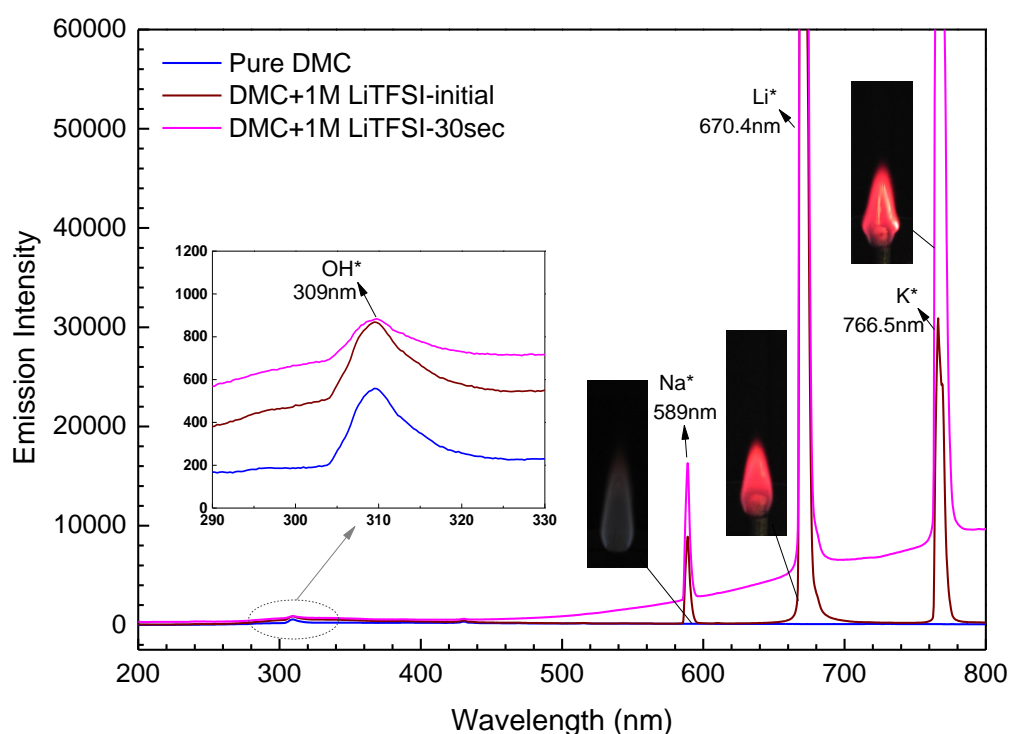 60000
50000
40000
30000
20000
10000
0
Emission Intensity
Pure DMC
DMC+1M LiTFSI-initial
DMC+1M LiTFSI-30sec
Li*
670.4nm
K*
766.5nm
Na*
589nm
1200
1000
800
600
400
200
0
OH*
309nm
290 300 310 320 330
200 300 400 500 600 700 800
Wavelength (nm)